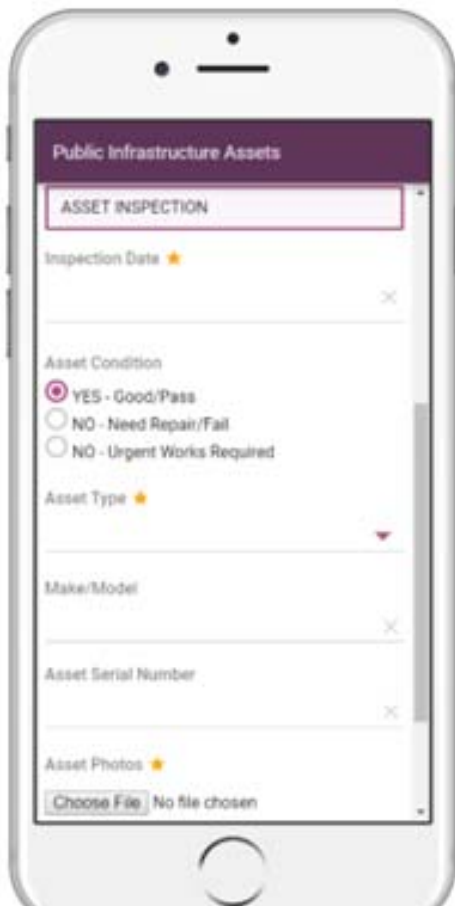 Public Infrastructure Assets
ASSET INSPECTION
Inspection Date
Asset Condition
YES - Good/Pass
NO - Need Repair/Fail
NO - Urgent Works Required
Asset Type
Make/Model
Asset Serial Number
Asset Photos
Choose File No file chosen